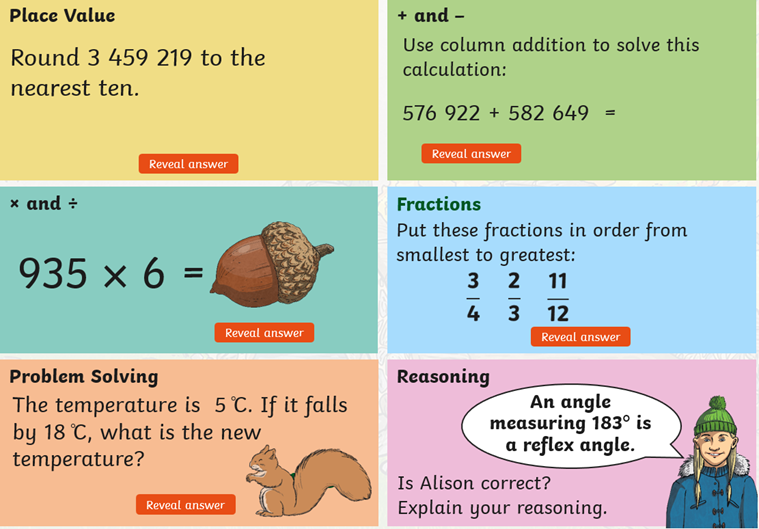 Place Value
Round 3 459 219 to the
nearest ten.
Reveal answer
+ and –
Use column addition to solve this
calculation:
576 922 + 582 649 =
Reveal answer
× and ÷
935 × 6 =
Reveal answer
Fractions
Put these fractions in order from
smallest to greatest:
3 2 11
4 3 12
Reveal answer
Problem Solving
The temperature is 5℃. If it falls
by 18℃, what is the new
temperature?
Reveal answer
Reasoning
An angle
measuring 183° is
a reflex angle.
Is Alison correct?
Explain your reasoning.